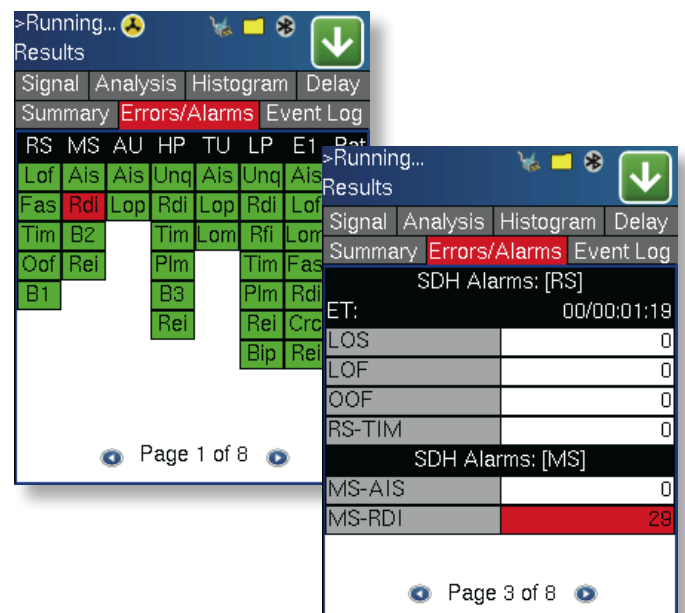 >Running...
Results
Signal Analysis Histogram Delay
Summary Errors/Alarms Event Log
RS MS AU HP TU LP E1
Lof Ais Ais Unq Ais Unq Ais
Fas Rdi Lop Rdi Lop Rdi Lof
Tim B2 Tim Lom Rfi Lom
Oof Rei Plm Tim Fas
B1 B3 Plm Rdi
Rei Rei Crc
Bip Rei
Page 1 of 8
>Running...
Results
Signal Analysis Histogram Delay
Summary Errors/Alarms Event Log
SDH Alarms: [RS]
ET: 00/00:01:19
LOS 0
LOF 0
OOF 0
RS-TIM 0
SDH Alarms: [MS]
MS-AIS 0
MS-RDI 29
Page 3 of 8